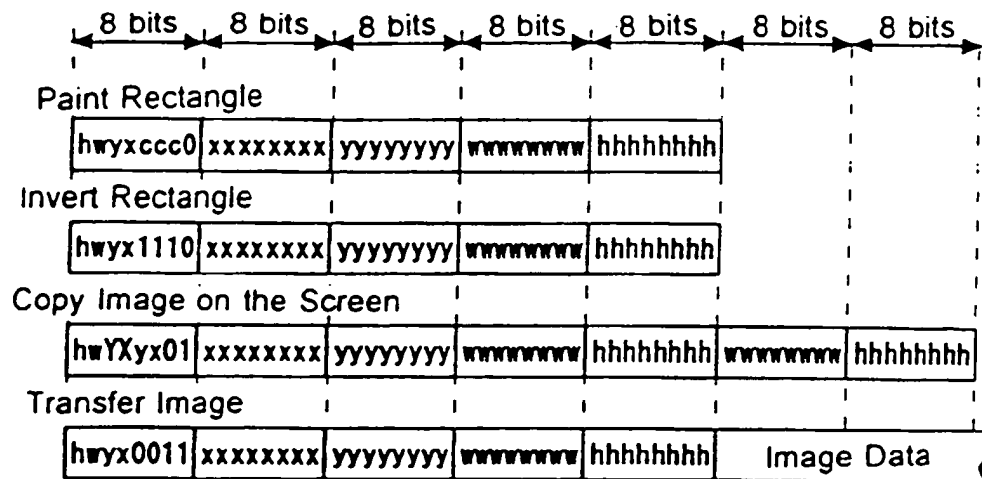 8 bits 8 bits 8 bits 8 bits 8 bits 8 bits 8 bits
Paint Rectangle
hwyxccc0 xxxxxxxx yyyyyyyy wwwwwwww hhhhhhhh
Invert Rectangle
hwyx1110 xxxxxxxx yyyyyyyy wwwwwwww hhhhhhhh
Copy Image on the Screen
hwYXyx01 xxxxxxxx yyyyyyyy wwwwwwww hhhhhhhh wwwwwwww hhhhhhhh
Transfer Image
hwyx0011 xxxxxxxx yyyyyyyy wwwwwwww hhhhhhhh Image Data